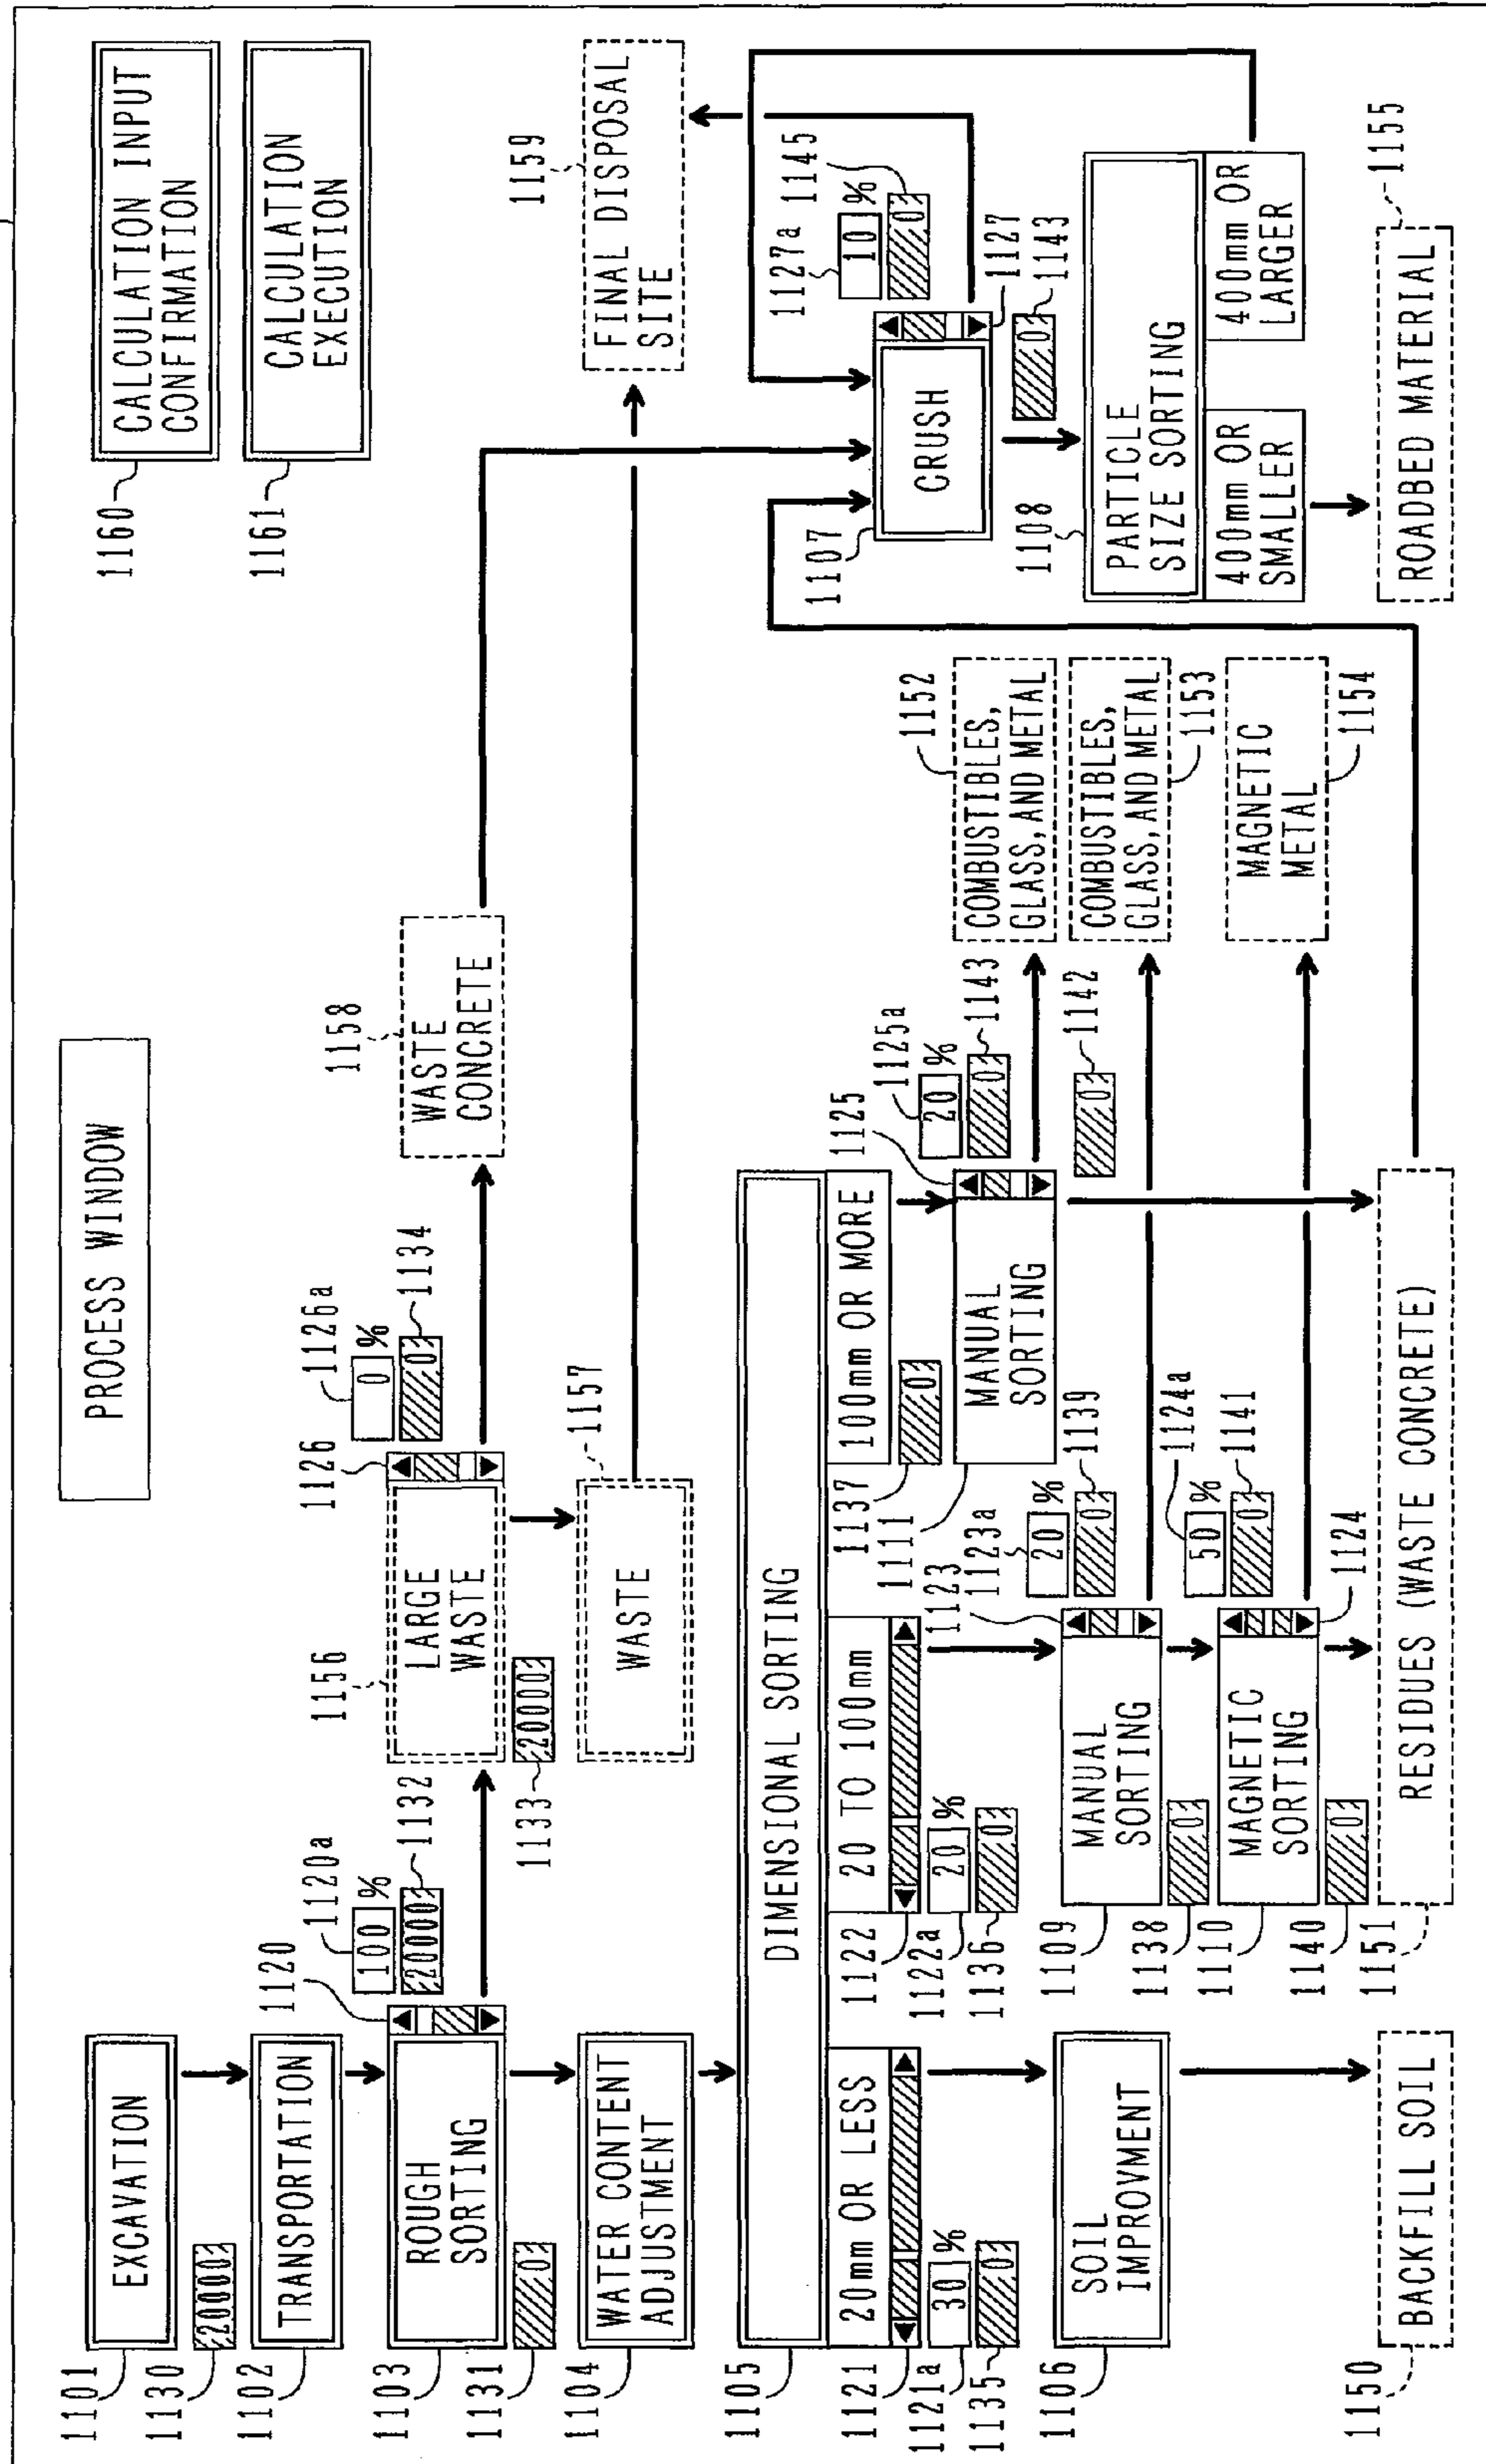 PROCESS WINDOW
1101
EXCAVATION
1130
20000
1102
TRANSPORTATION
1103
ROUGH
SORTING
1120
1120a
100 %
20000
1132
1131
0
1104
WATER CONTENT
ADJUSTMENT
1156
LARGE
WASTE
1126
1126a
0 %
0
1134
1133
20000
1157
WASTE
1158
WASTE
CONCRETE
1160
CALCULATION INPUT
CONFIRMATION
1161
CALCULATION
EXECUTION
1159
FINAL DISPOSAL
SITE
1105
DIMENSIONAL SORTING
20mm OR LESS
20 TO 100mm
100mm OR MORE
1121
1121a
30 %
1135
0
1122
1122a
20 %
1136
0
1137
0
1106
SOIL
IMPROVMENT
1150
BACKFILL SOIL
1111
MANUAL
SORTING
1125
1125a
20 %
0
1143
0
1142
1152
COMBUSTIBLES,
GLASS, AND METAL
1109
MANUAL
SORTING
1123
1123a
20 %
0
1139
COMBUSTIBLES,
GLASS, AND METAL
1153
1138
0
1110
MAGNETIC
SORTING
1124a
50 %
0
1141
1124
MAGNETIC
METAL
1154
1140
0
1151
RESIDUES (WASTE CONCRETE)
1107
CRUSH
1127a
10 %
0
1145
1127
0
1143
1108
PARTICLE
SIZE SORTING
400mm OR
SMALLER
400mm OR
LARGER
ROADBED MATERIAL
1155